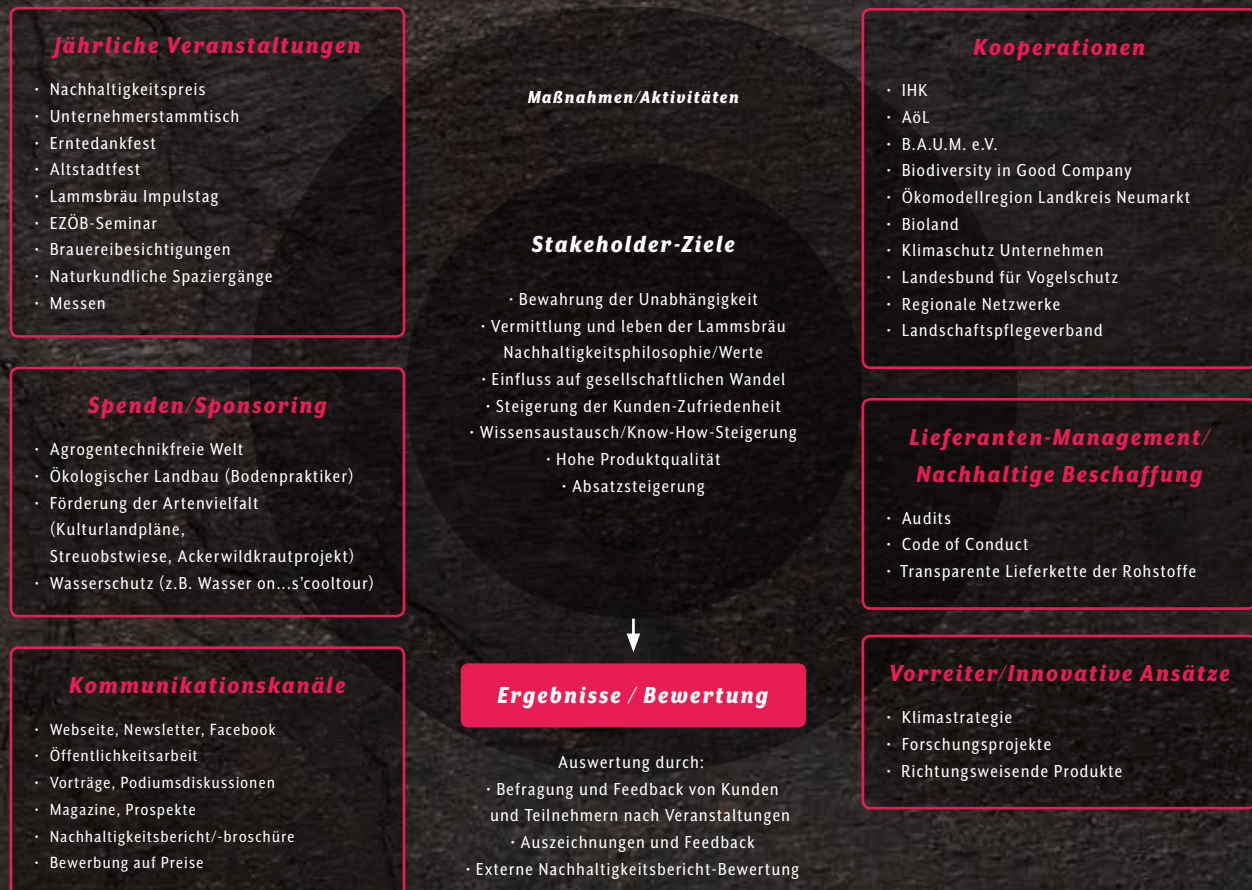 Jährliche Veranstaltungen
· Nachhaltigkeitspreis
· Unternehmerstammtisch
· Erntedankfest
· Altstadtfest
· Lammsbräu Impulstag
· EZÖB-Seminar
· Brauereibesichtigungen
· Naturkundliche Spaziergänge
· Messen
Spenden/Sponsoring
· Agrogentechnikfreie Welt
· Ökologischer Landbau (Bodenpraktiker)
· Förderung der Artenvielfalt
(Kulturlandpläne,
Streuobstwiese, Ackerwildkrautprojekt)
· Wasserschutz (z.B. Wasser on...s’cooltour)
Kommunikationskanäle
· Webseite, Newsletter, Facebook
· Öffentlichkeitsarbeit
· Vorträge, Podiumsdiskussionen
· Magazine, Prospekte
· Nachhaltigkeitsbericht/-broschüre
· Bewerbung auf Preise
Maßnahmen/Aktivitäten
Stakeholder-Ziele
· Bewahrung der Unabhängigkeit
· Vermittlung und leben der Lammsbräu
Nachhaltigkeitsphilosophie/Werte
· Einfluss auf gesellschaftlichen Wandel
· Steigerung der Kunden-Zufriedenheit
· Wissensaustausch/Know-How-Steigerung
· Hohe Produktqualität
· Absatzsteigerung
Ergebnisse / Bewertung
Auswertung durch:
· Befragung und Feedback von Kunden
und Teilnehmern nach Veranstaltungen
· Auszeichnungen und Feedback
· Externe Nachhaltigkeitsbericht-Bewertung
Kooperationen
· IHK
· AöL
· B.A.U.M. e.V.
· Biodiversity in Good Company
· Ökomodellregion Landkreis Neumarkt
· Bioland
· Klimaschutz Unternehmen
· Landesbund für Vogelschutz
· Regionale Netzwerke
· Landschaftspflegeverband
Lieferanten-Management/
Nachhaltige Beschaffung
· Audits
· Code of Conduct
· Transparente Lieferkette der Rohstoffe
Vorreiter/Innovative Ansätze
· Klimastrategie
· Forschungsprojekte
· Richtungsweisende Produkte